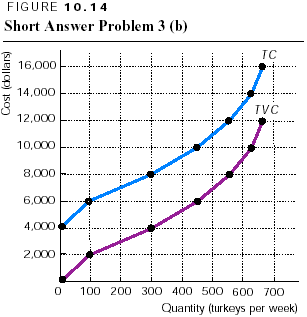 FIGURE 10.14
Short Answer Problem 3 (b)
Cost (dollars)
16,000
14,000
12,000
10,000
8,000
6,000
4,000
2,000
TC
TVC
0 100 200 300 400 500 600 700
Quantity (turkeys per week)